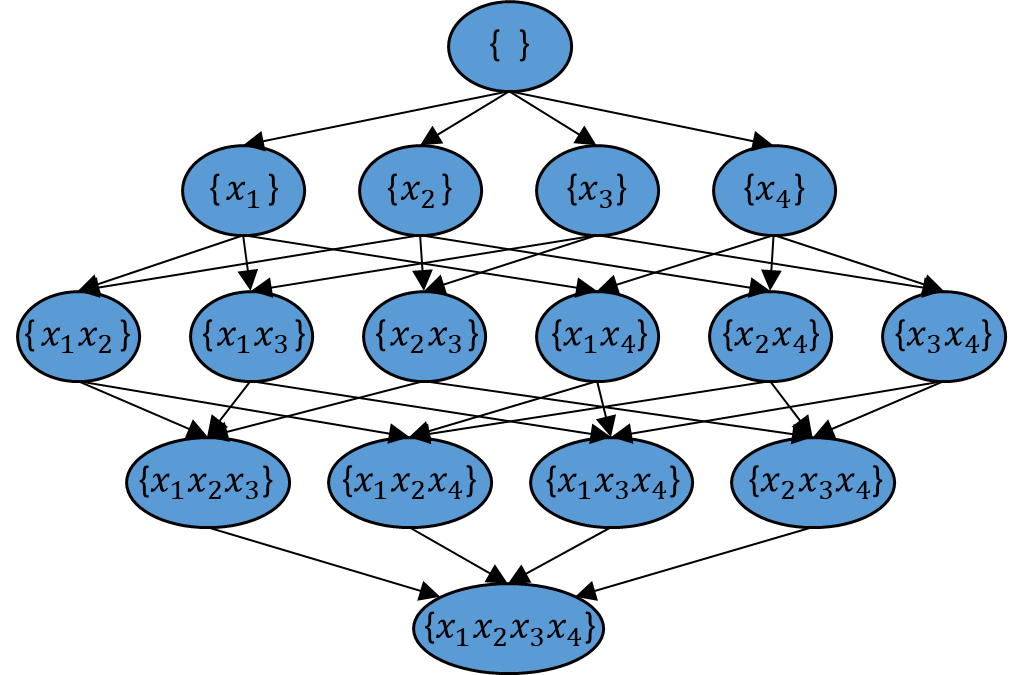 { }
{x₁} {x₂} {x₃} {x₄}
{x₁x₂} {x₁x₃} {x₂x₃} {x₁x₄} {x₂x₄} {x₃x₄}
{x₁x₂x₃} {x₁x₂x₄} {x₁x₃x₄} {x₂x₃x₄}
{x₁x₂x₃x₄}